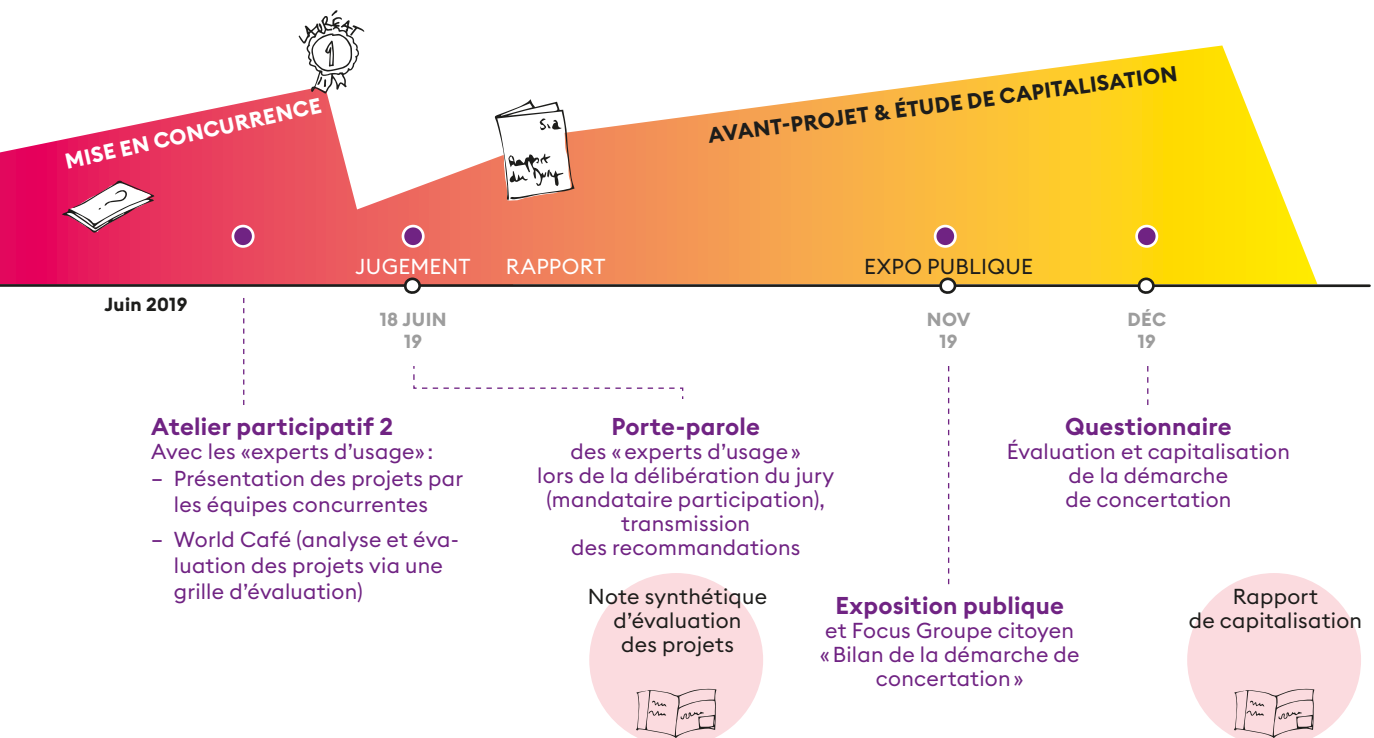 LAURÉAT
1
MISE EN CONCURRENCE
?
Sia
Rapport
du Jury
AVANT-PROJET & ÉTUDE DE CAPITALISATION
JUGEMENT
RAPPORT
EXPO PUBLIQUE
Juin 2019
18 JUIN
19
NOV
19
DÉC
19
Atelier participatif 2
Avec les «experts d'usage» :
– Présentation des projets par
les équipes concurrentes
– World Café (analyse et éva-
luation des projets via une
grille d'évaluation)
Porte-parole
des «experts d'usage»
lors de la délibération du jury
(mandataire participation),
transmission
des recommandations
Note synthétique
d'évaluation
des projets
Exposition publique
et Focus Groupe citoyen
«Bilan de la démarche de
concertation»
Questionnaire
Évaluation et capitalisation
de la démarche
de concertation
Rapport
de capitalisation